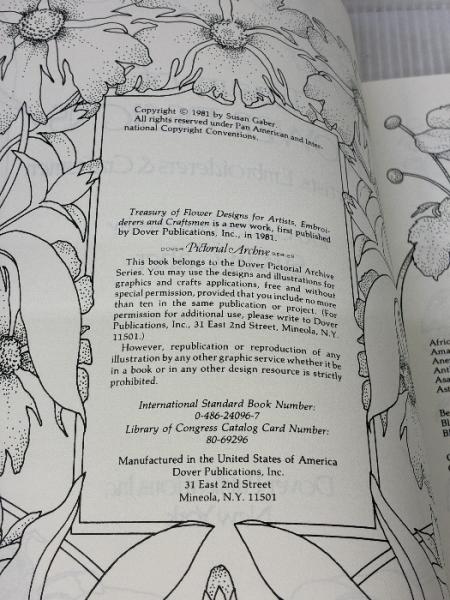 Copyright © 1981 by Susan Gaber.
All rights reserved under Pan American and Inter-
national Copyright Conventions.
Treasury of Flower Designs for Artists, Embroi-
derers and Craftsmen is a new work, first published
by Dover Publications, Inc., in 1981.
DOVER Pictorial Archive SERIES
This book belongs to the Dover Pictorial Archive
Series. You may use the designs and illustrations for
graphics and crafts applications, free and without
special permission, provided that you include no more
than ten in the same publication or project. (For
permission for additional use, please write to Dover
Publications, Inc., 31 East 2nd Street, Mineola, N.Y.
11501.)
However, republication or reproduction of any
illustration by any other graphic service whether it be
in a book or in any other design resource is strictly
prohibited.
International Standard Book Number:
0-486-24096-7
Library of Congress Catalog Card Number:
80-69296
Manufactured in the United States of America
Dover Publications, Inc.
31 East 2nd Street
Mineola, N.Y. 11501